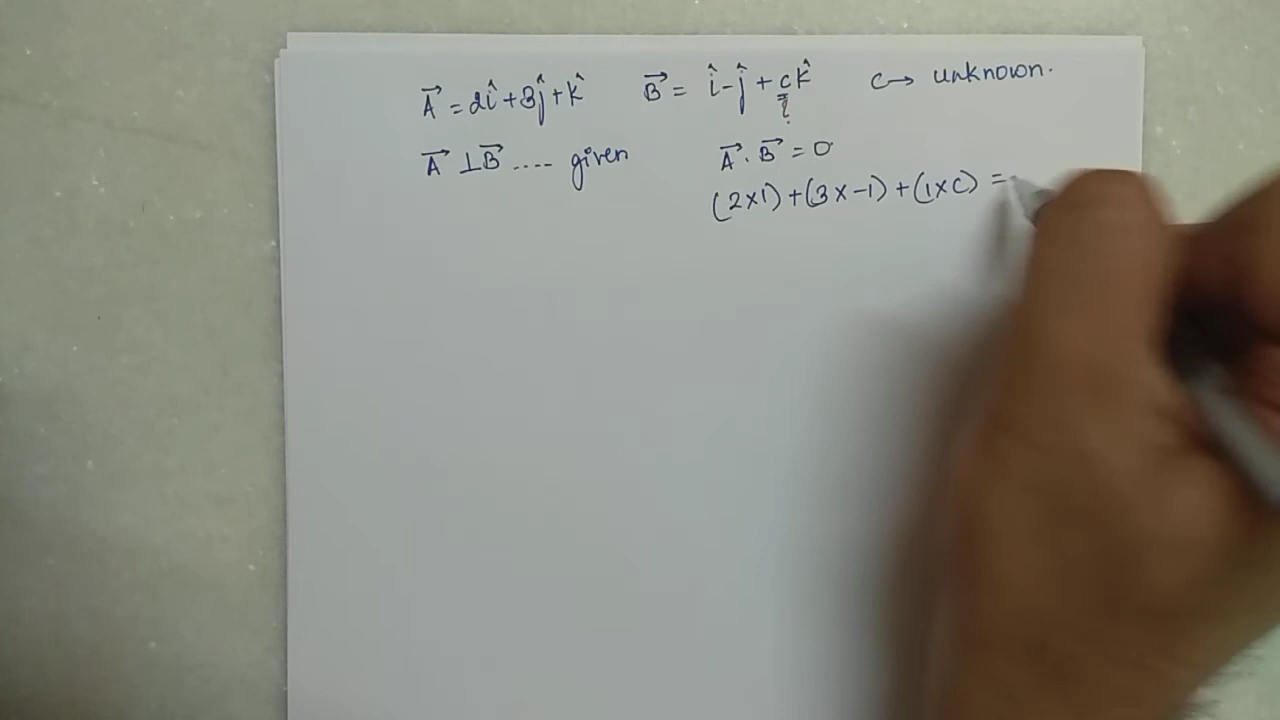 A⃗ = 2î + 3ĵ + k̂ B⃗ = î - ĵ + ck̂ c → unknown.
?
A⃗ ⊥ B⃗ .... given A⃗ . B⃗ = 0
(2×1) + (3×-1) + (1×C) =